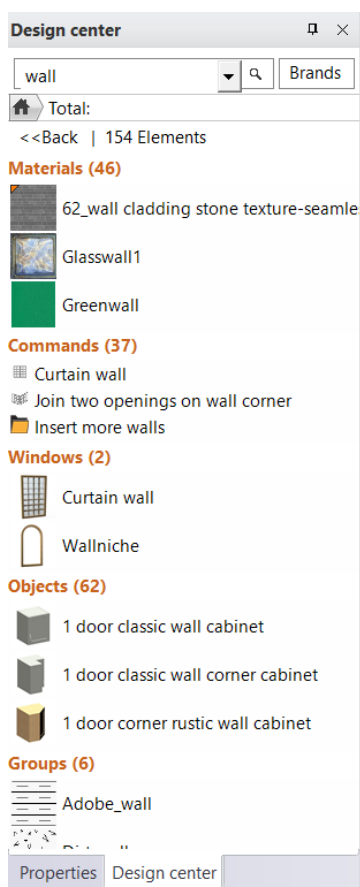 Design center
wall
Brands
Total:
<<Back | 154 Elements
Materials (46)
62_wall cladding stone texture-seamle
Glasswall1
Greenwall
Commands (37)
Curtain wall
Join two openings on wall corner
Insert more walls
Windows (2)
Curtain wall
Wallniche
Objects (62)
1 door classic wall cabinet
1 door classic wall corner cabinet
1 door corner rustic wall cabinet
Groups (6)
Adobe_wall
Properties Design center